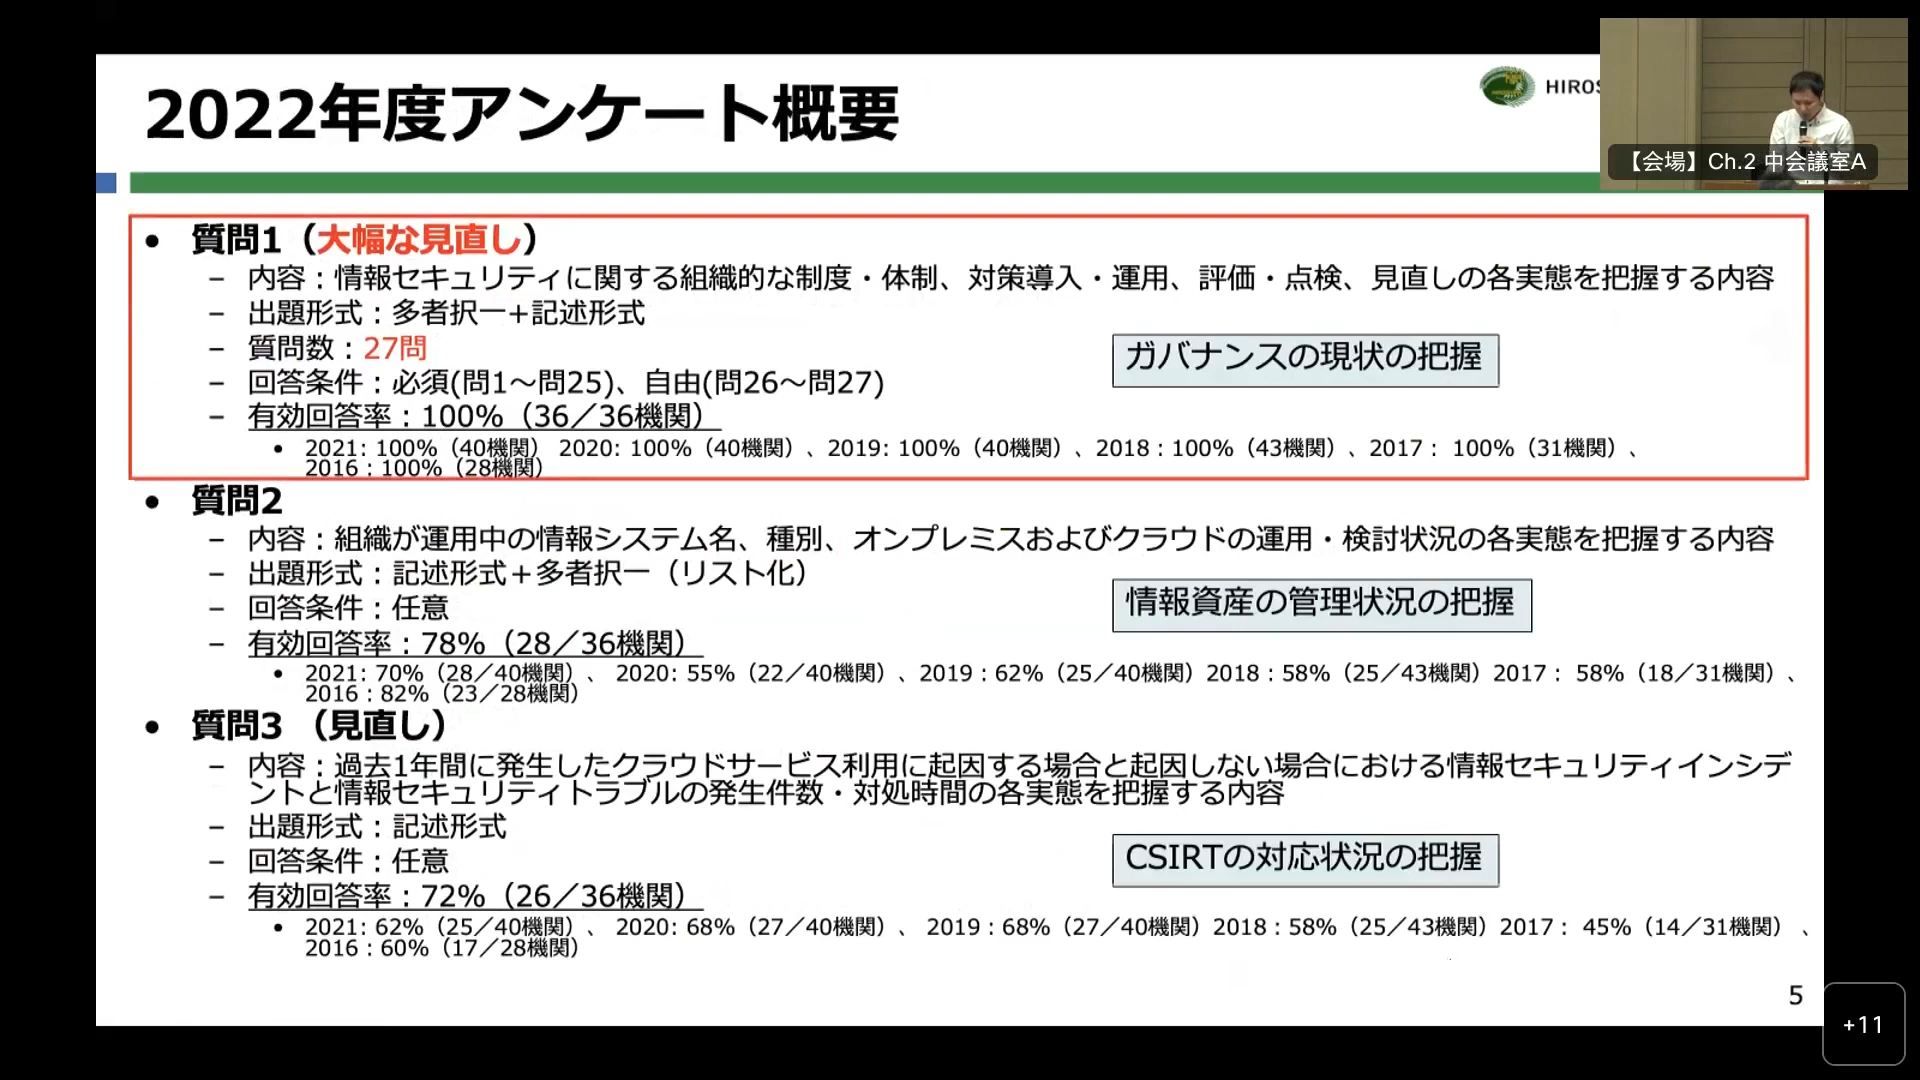 2022年度アンケート概要
HIROS
【会場】Ch.2 中会議室A
• 質問1（大幅な見直し）
– 内容：情報セキュリティに関する組織的な制度・体制、対策導入・運用、評価・点検、見直しの各実態を把握する内容
– 出題形式：多者択一+記述形式
– 質問数：27問
ガバナンスの現状の把握
– 回答条件：必須(問1〜問25)、自由(問26〜問27)
– 有効回答率：100%（36／36機関）
• 2021: 100%（40機関） 2020: 100%（40機関）、2019: 100%（40機関）、2018：100%（43機関）、2017： 100%（31機関）、
2016：100%（28機関）
• 質問2
– 内容：組織が運用中の情報システム名、種別、オンプレミスおよびクラウドの運用・検討状況の各実態を把握する内容
– 出題形式：記述形式＋多者択一（リスト化）
– 回答条件：任意
情報資産の管理状況の把握
– 有効回答率：78%（28／36機関）
• 2021: 70%（28／40機関）、 2020: 55%（22／40機関）、2019：62%（25／40機関）2018：58%（25／43機関）2017： 58%（18／31機関）、
2016：82%（23／28機関）
• 質問3 （見直し）
– 内容：過去1年間に発生したクラウドサービス利用に起因する場合と起因しない場合における情報セキュリティインシデ
ントと情報セキュリティトラブルの発生件数・対処時間の各実態を把握する内容
– 出題形式：記述形式
– 回答条件：任意
CSIRTの対応状況の把握
– 有効回答率：72%（26／36機関）
• 2021: 62%（25／40機関）、 2020: 68%（27／40機関）、 2019：68%（27／40機関）2018：58%（25／43機関）2017： 45%（14／31機関） 、
2016：60%（17／28機関）
5
+11